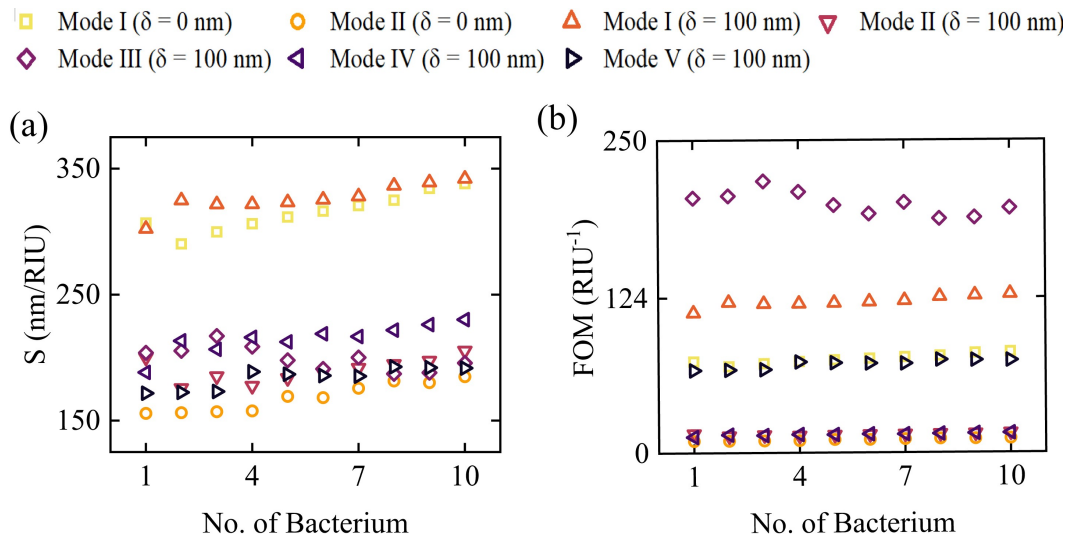 Mode I (δ = 0 nm) Mode II (δ = 0 nm) Mode I (δ = 100 nm) Mode II (δ = 100 nm)
Mode III (δ = 100 nm) Mode IV (δ = 100 nm) Mode V (δ = 100 nm)
(a)
S (nm/RIU)
350
250
150
1 4 7 10
No. of Bacterium
(b)
FOM (RIU⁻¹)
250
124
0
1 4 7 10
No. of Bacterium